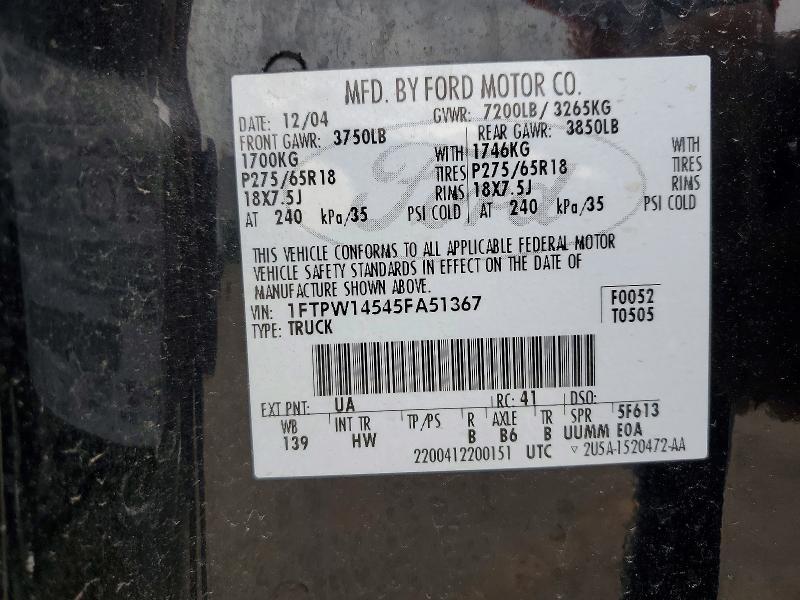 MFD. BY FORD MOTOR CO.
DATE: 12/04 GVWR: 7200LB/ 3265KG
FRONT GAWR: 3750LB REAR GAWR: 3850LB
1700KG WITH 1746KG WITH
P275/65R18 TIRES P275/65R18 TIRES
18X7.5J RIMS 18X7.5J RIMS
AT 240 kPa/35 PSI COLD AT 240 kPa/35 PSI COLD
Ford
THIS VEHICLE CONFORMS TO ALL APPLICABLE FEDERAL MOTOR
VEHICLE SAFETY STANDARDS IN EFFECT ON THE DATE OF
MANUFACTURE SHOWN ABOVE.
VIN: 1FTPW14545FA51367 F0052
TYPE: TRUCK T0505
EXT PNT: UA RC: 41 DSO:
WB INT TR TP/PS R AXLE TR SPR 5F613
139 HW B B6 B UUMM E0A
2200412200151 UTC ▽ 2U5A-1520472-AA